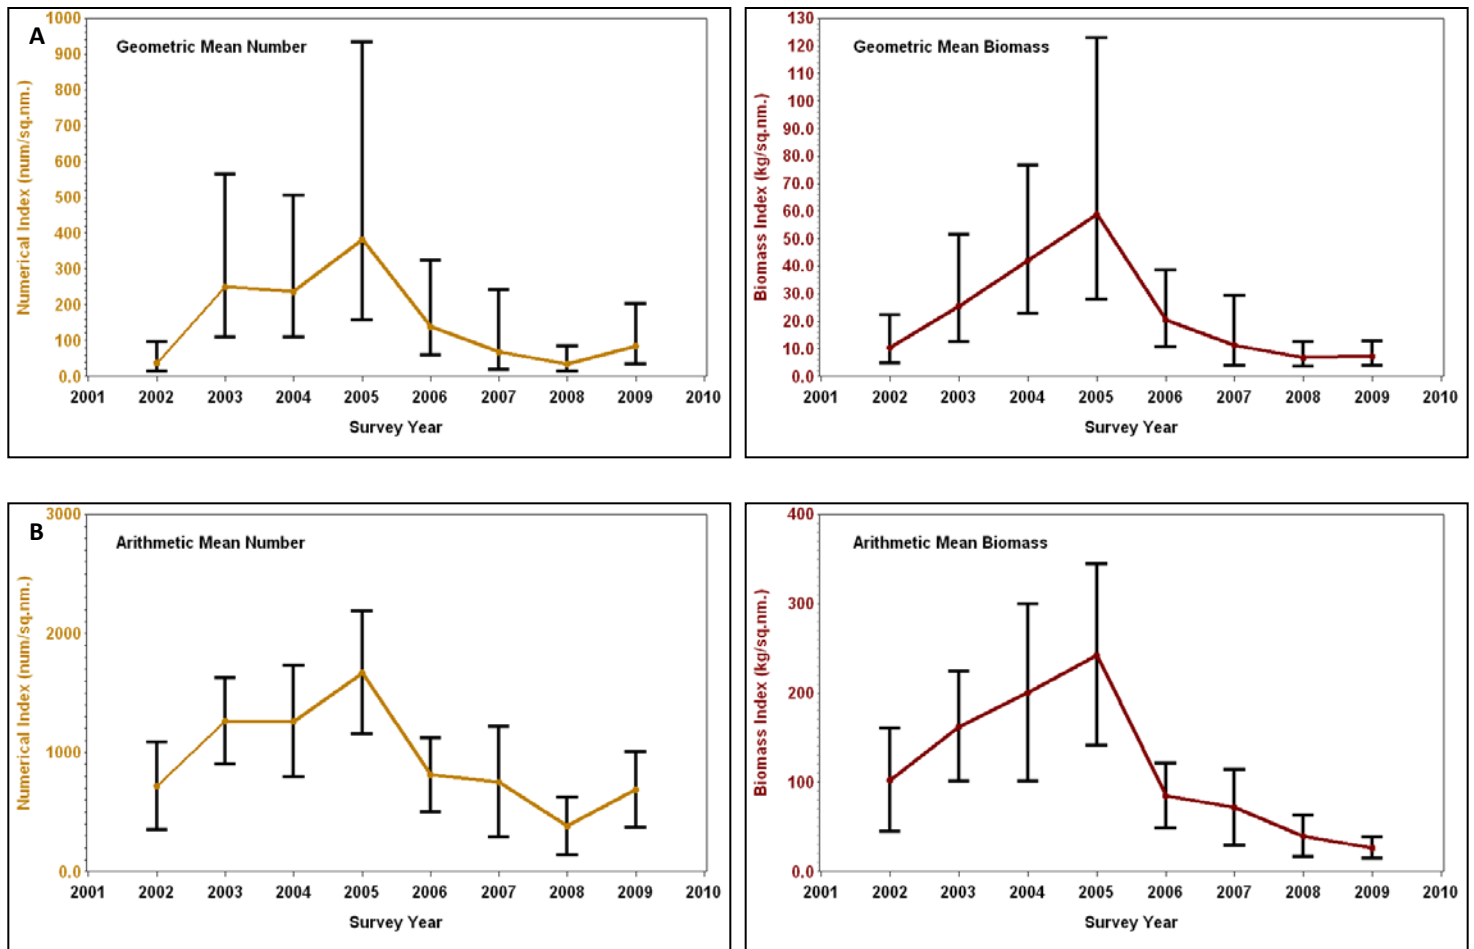 A
Geometric Mean Number
Numerical Index (num/sq.nm.)
1000
900
800
700
600
500
400
300
200
100
0.0
2001 2002 2003 2004 2005 2006 2007 2008 2009 2010
Survey Year
Geometric Mean Biomass
Biomass Index (kg/sq.nm.)
130
120
110
100
90.0
80.0
70.0
60.0
50.0
40.0
30.0
20.0
10.0
0.0
2001 2002 2003 2004 2005 2006 2007 2008 2009 2010
Survey Year
B
Arithmetic Mean Number
Numerical Index (num/sq.nm.)
3000
2000
1000
0.0
2001 2002 2003 2004 2005 2006 2007 2008 2009 2010
Survey Year
Arithmetic Mean Biomass
Biomass Index (kg/sq.nm.)
400
300
200
100
0.0
2001 2002 2003 2004 2005 2006 2007 2008 2009 2010
Survey Year